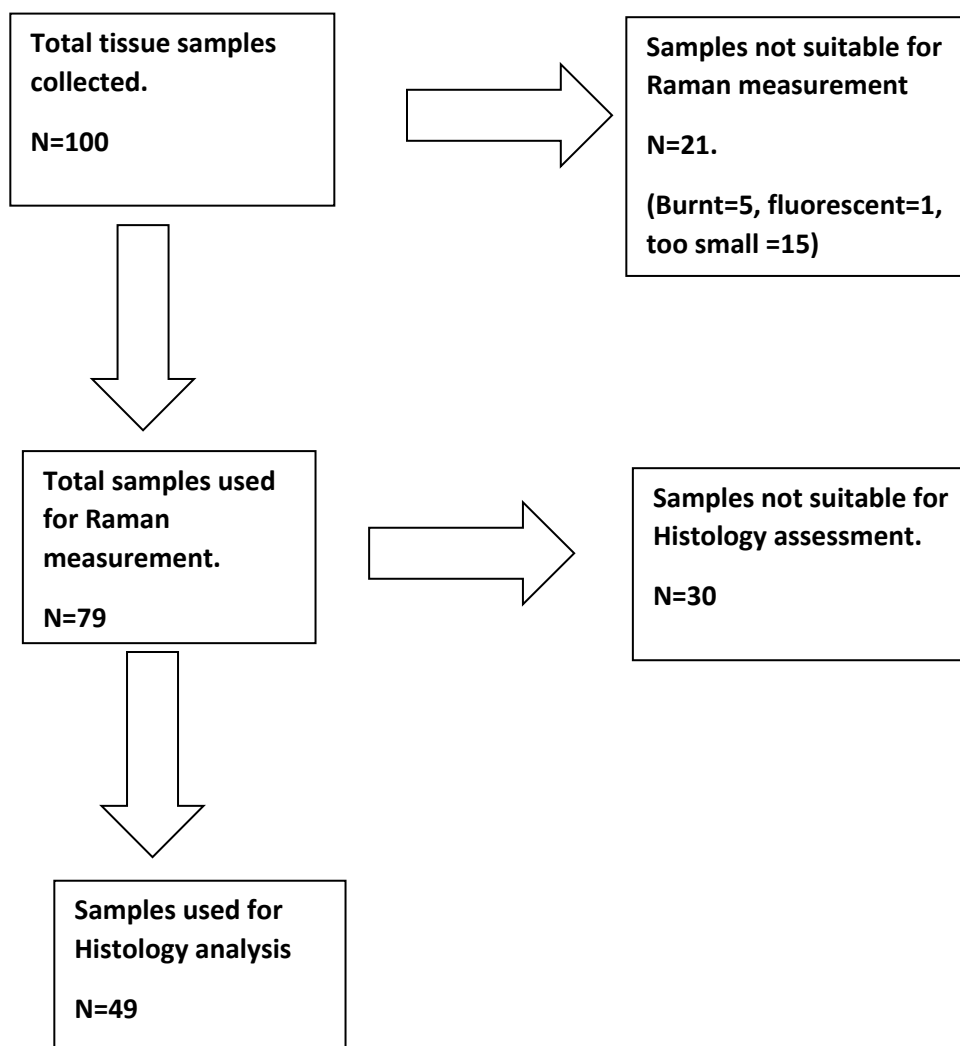 Total tissue samples
collected.
N=100
Samples not suitable for
Raman measurement
N=21.
(Burnt=5, fluorescent=1,
too small =15)
Total samples used
for Raman
measurement.
N=79
Samples not suitable for
Histology assessment.
N=30
Samples used for
Histology analysis
N=49